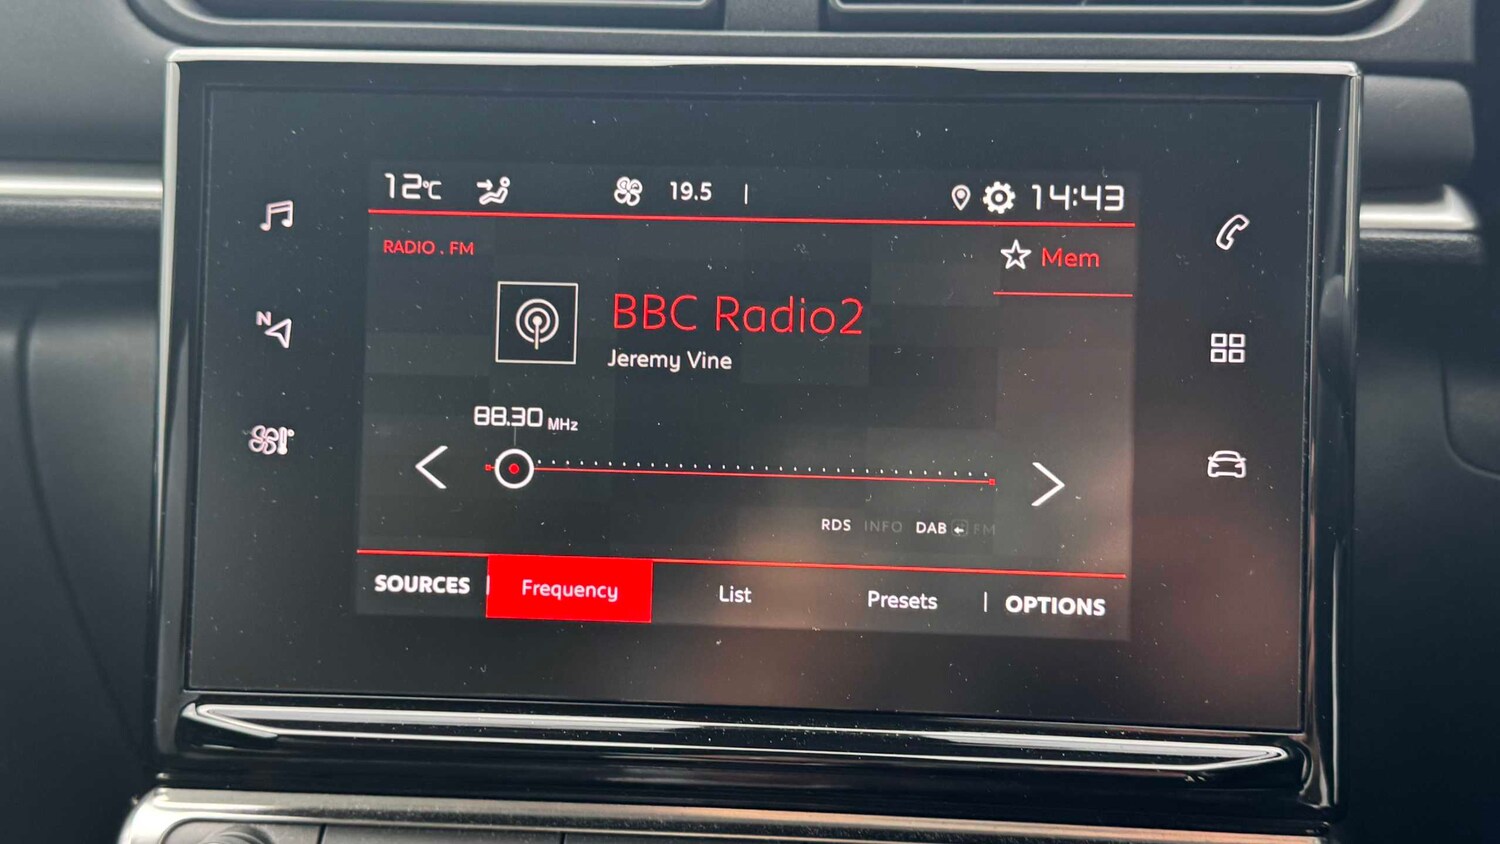 12°C 19.5 | 14:43
RADIO . FM
Mem
BBC Radio2
Jeremy Vine
88.30 MHz
N
RDS INFO DAB FM
SOURCES | Frequency List Presets | OPTIONS